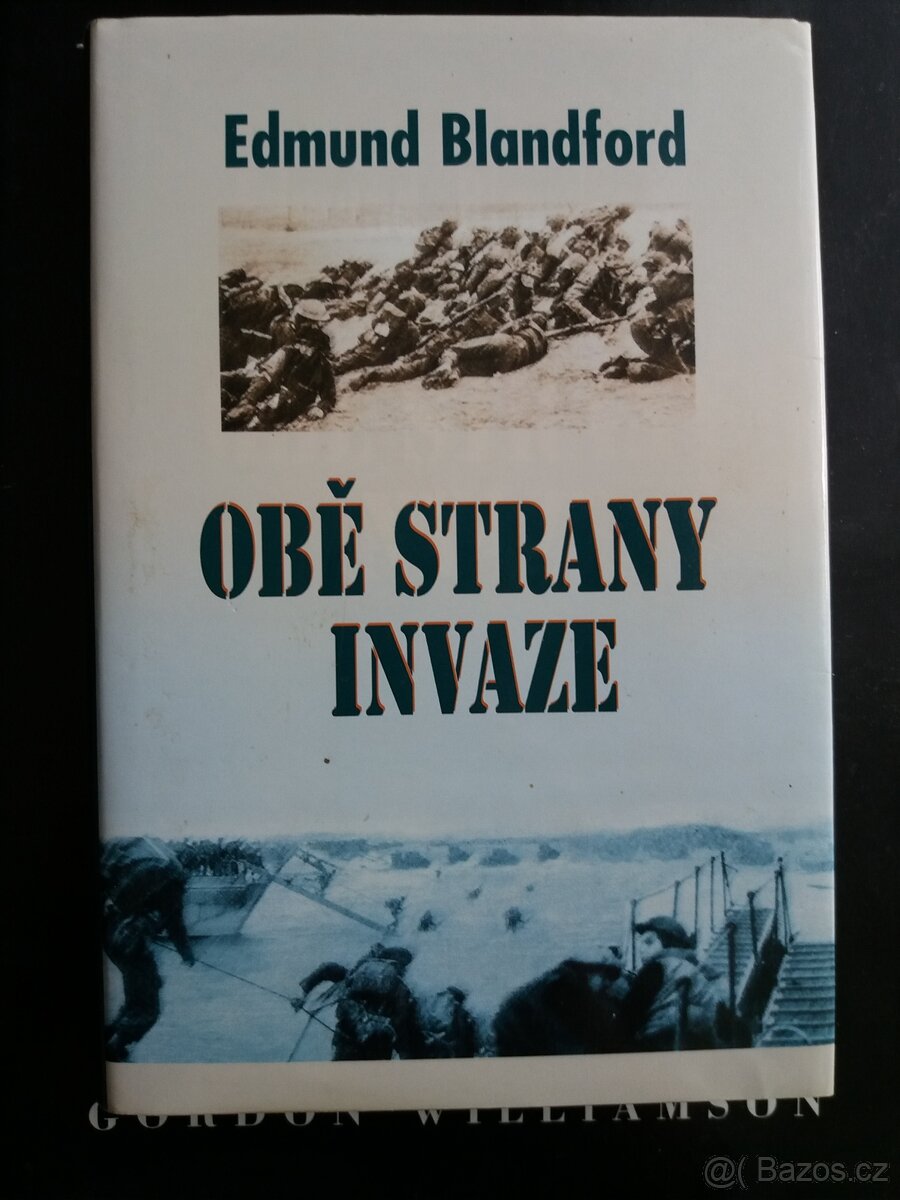 Edmund Blandford
OBĚ STRANY
INVAZE
GORDON WILLIAMSON
@( Bazos.cz